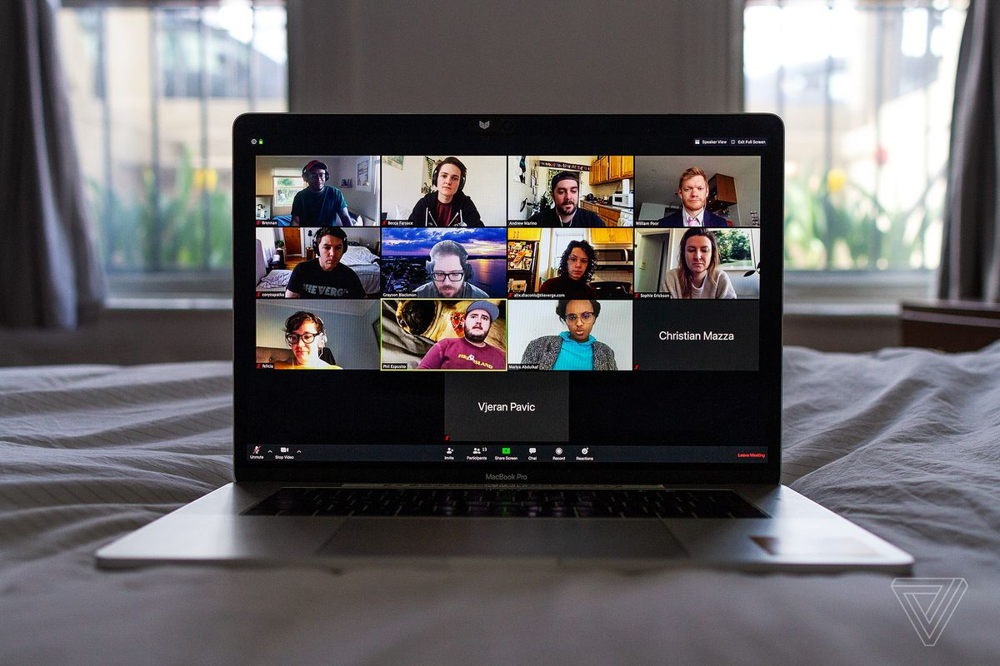 Speaker View Exit Full Screen
Brennan
Becca Farsace
Andrew Marino
William Poor
coryzapatka
Grayson Blackmon
alix.diaconis@theverge.com
Sophie Erickson
THE VERGE
felicia
Phil Esposito
FIRE ISLAND
Mariya Abdulkaf
Christian Mazza
Vjeran Pavic
Unmute
Stop Video
Invite
Participants 13
Share Screen
Chat
Record
Reactions
Leave Meeting
MacBook Pro